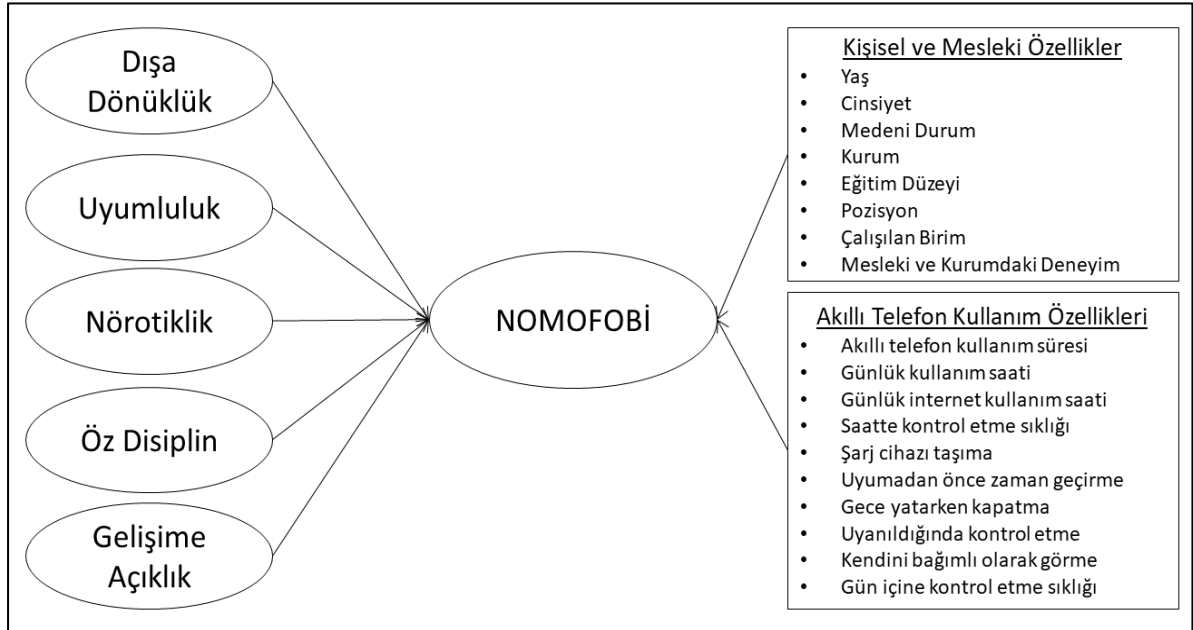 Dışa
Dönüklük
Uyumluluk
Nörotiklik
Öz Disiplin
Gelişime
Açıklık
NOMOFOBİ
Kişisel ve Mesleki Özellikler
• Yaş
• Cinsiyet
• Medeni Durum
• Kurum
• Eğitim Düzeyi
• Pozisyon
• Çalışılan Birim
• Mesleki ve Kurumdaki Deneyim
Akıllı Telefon Kullanım Özellikleri
• Akıllı telefon kullanım süresi
• Günlük kullanım saati
• Günlük internet kullanım saati
• Saatte kontrol etme sıklığı
• Şarj cihazı taşıma
• Uyumadan önce zaman geçirme
• Gece yatarken kapatma
• Uyanıldığında kontrol etme
• Kendini bağımlı olarak görme
• Gün içine kontrol etme sıklığı